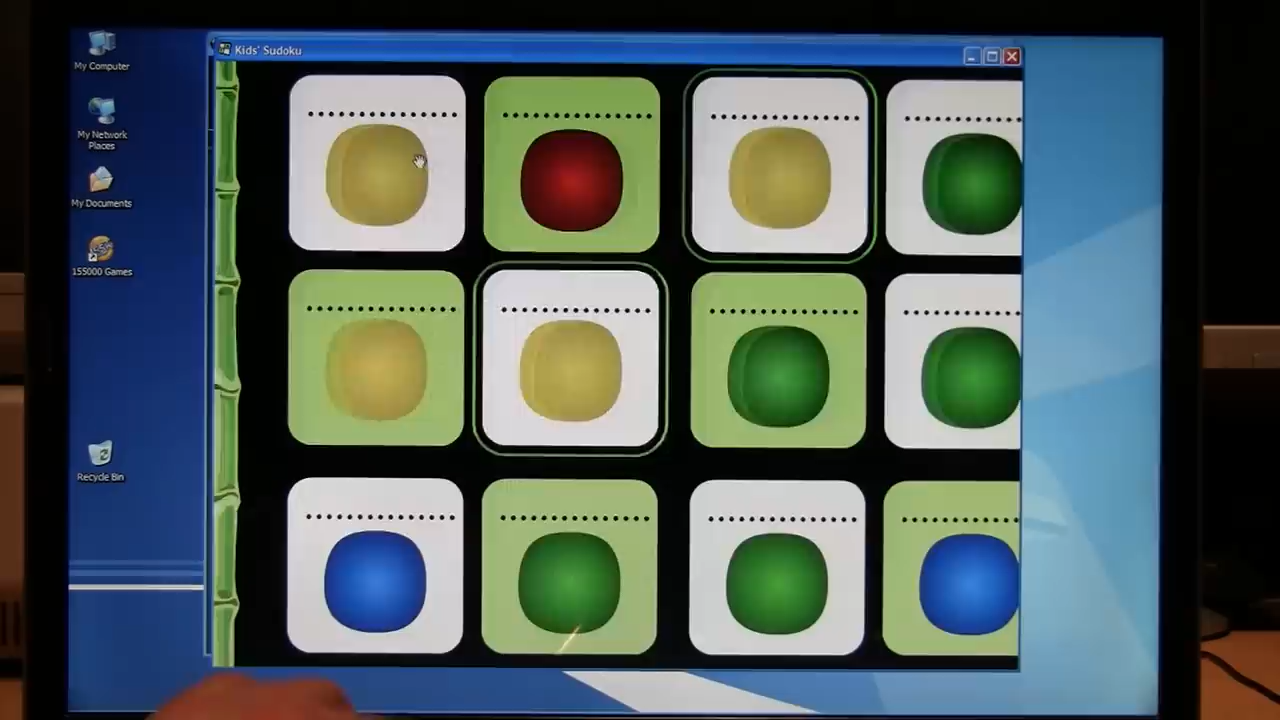 My Computer
Kids' Sudoku
My Network
Places
My Documents
155000 Games
Recycle Bin